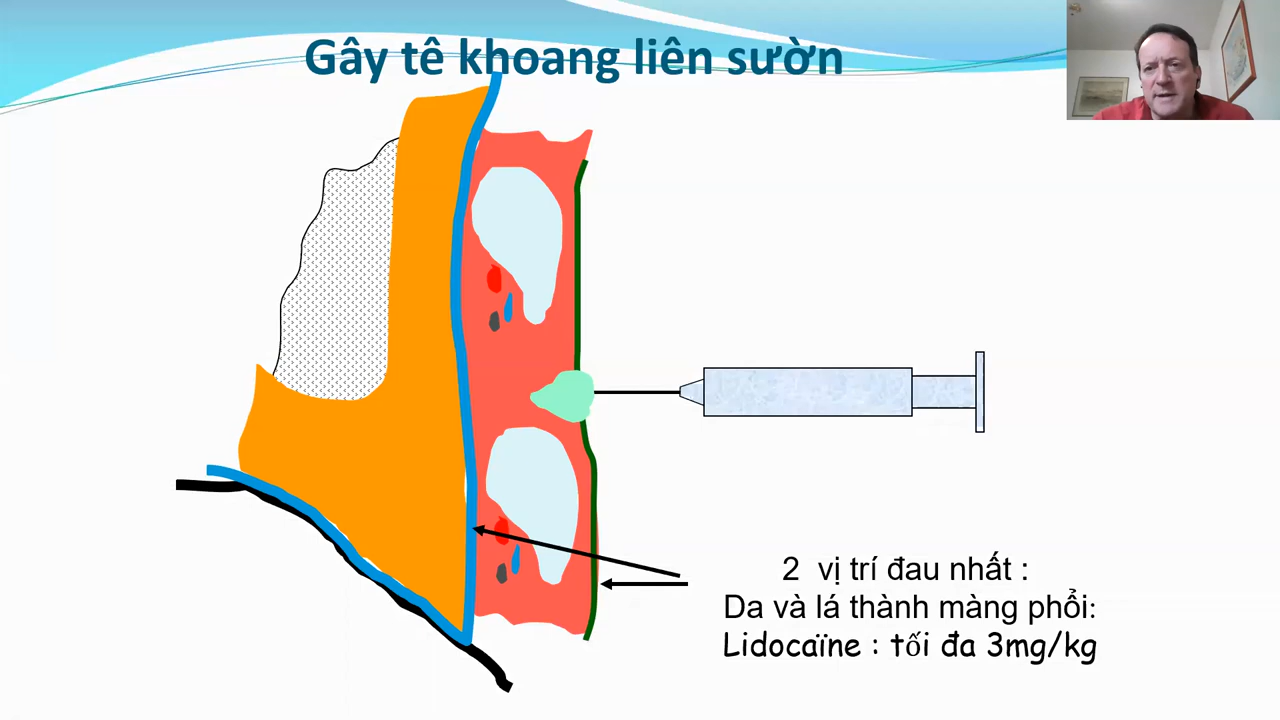 Gây tê khoang liên sườn
2 vị trí đau nhất :
Da và lá thành màng phổi:
Lidocaïne : tối đa 3mg/kg